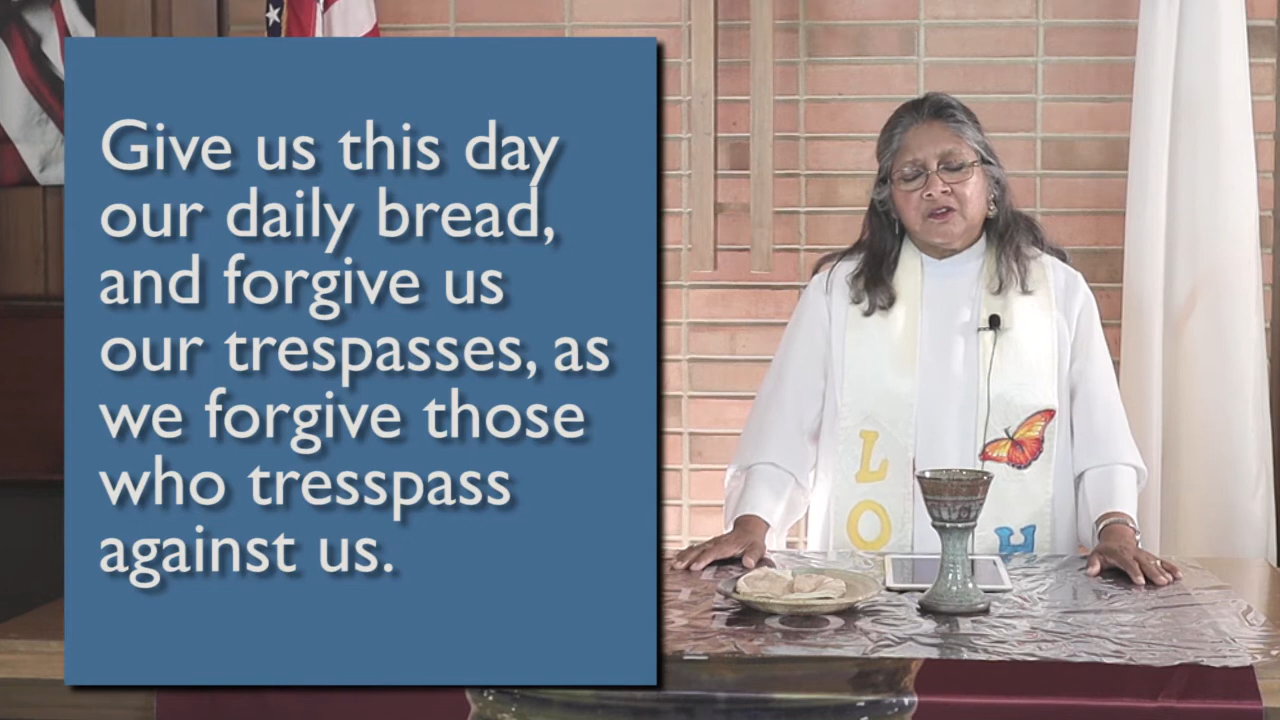 Give us this day
our daily bread,
and forgive us
our trespasses, as
we forgive those
who tresspass
against us.
L
O
H